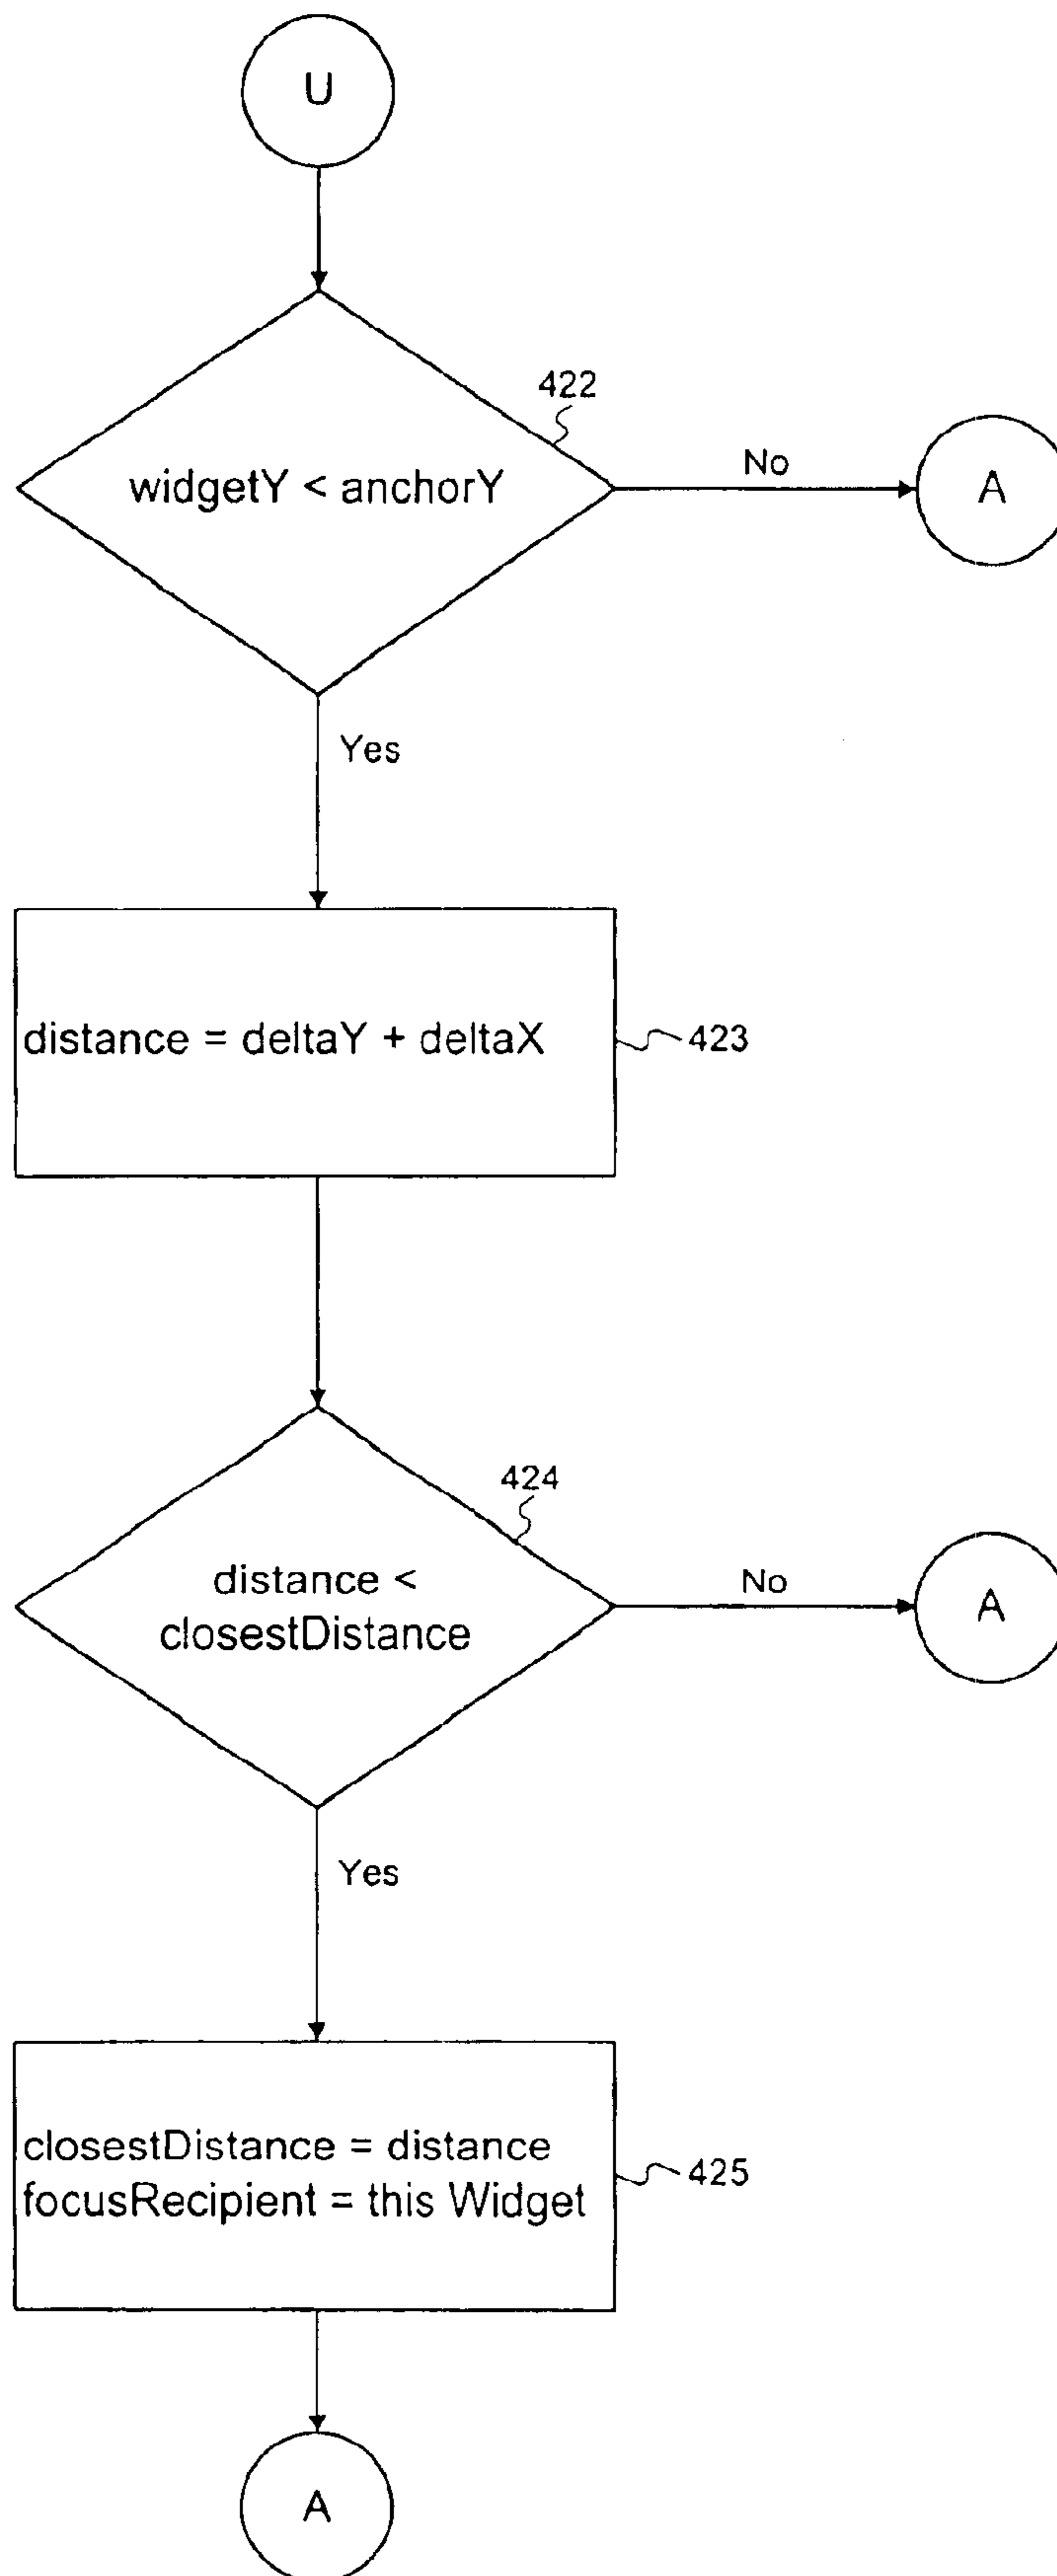 U
422
widgetY < anchorY
No
A
Yes
distance = deltaY + deltaX
423
424
distance <
closestDistance
No
A
Yes
closestDistance = distance
focusRecipient = this Widget
425
A